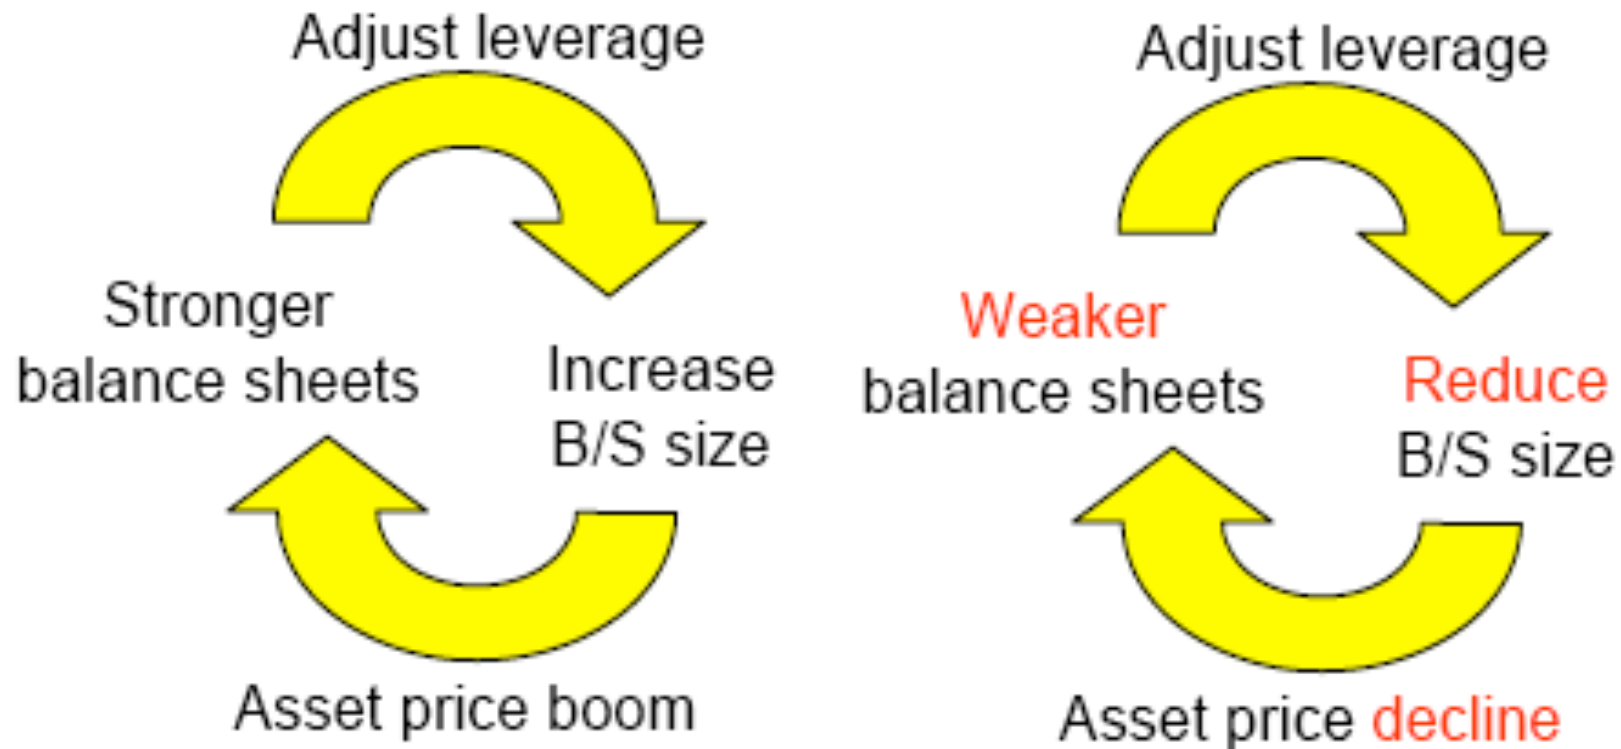 Adjust leverage
Stronger
balance sheets
Increase
B/S size
Asset price boom
Adjust leverage
Weaker
balance sheets
Reduce
B/S size
Asset price decline